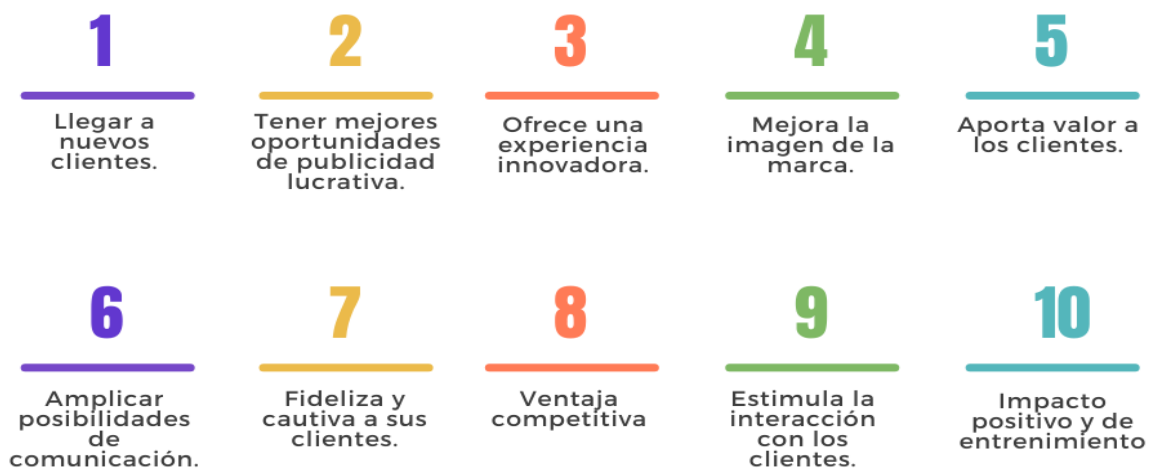 1
Llegar a
nuevos
clientes.
2
Tener mejores
oportunidades
de publicidad
lucrativa.
3
Ofrece una
experiencia
innovadora.
4
Mejora la
imagen de la
marca.
5
Aporta valor a
los clientes.
6
Amplicar
posibilidades
de
comunicación.
7
Fideliza y
cautiva a sus
clientes.
8
Ventaja
competitiva
9
Estimula la
interacción
con los
clientes.
10
Impacto
positivo y de
entrenimiento